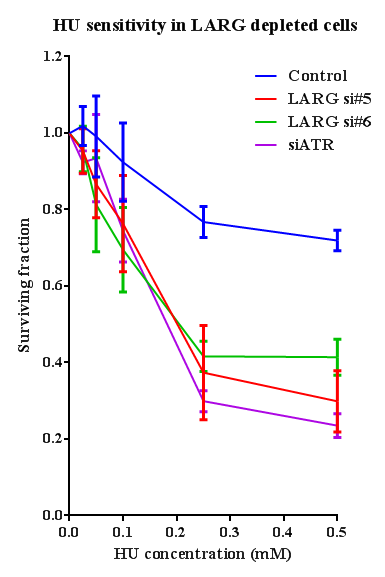 HU sensitivity in LARG depleted cells
Control
LARG si#5
LARG si#6
siATR
Surviving fraction
1.2
1.0
0.8
0.6
0.4
0.2
0.0
0.0 0.1 0.2 0.3 0.4 0.5
HU concentration (mM)